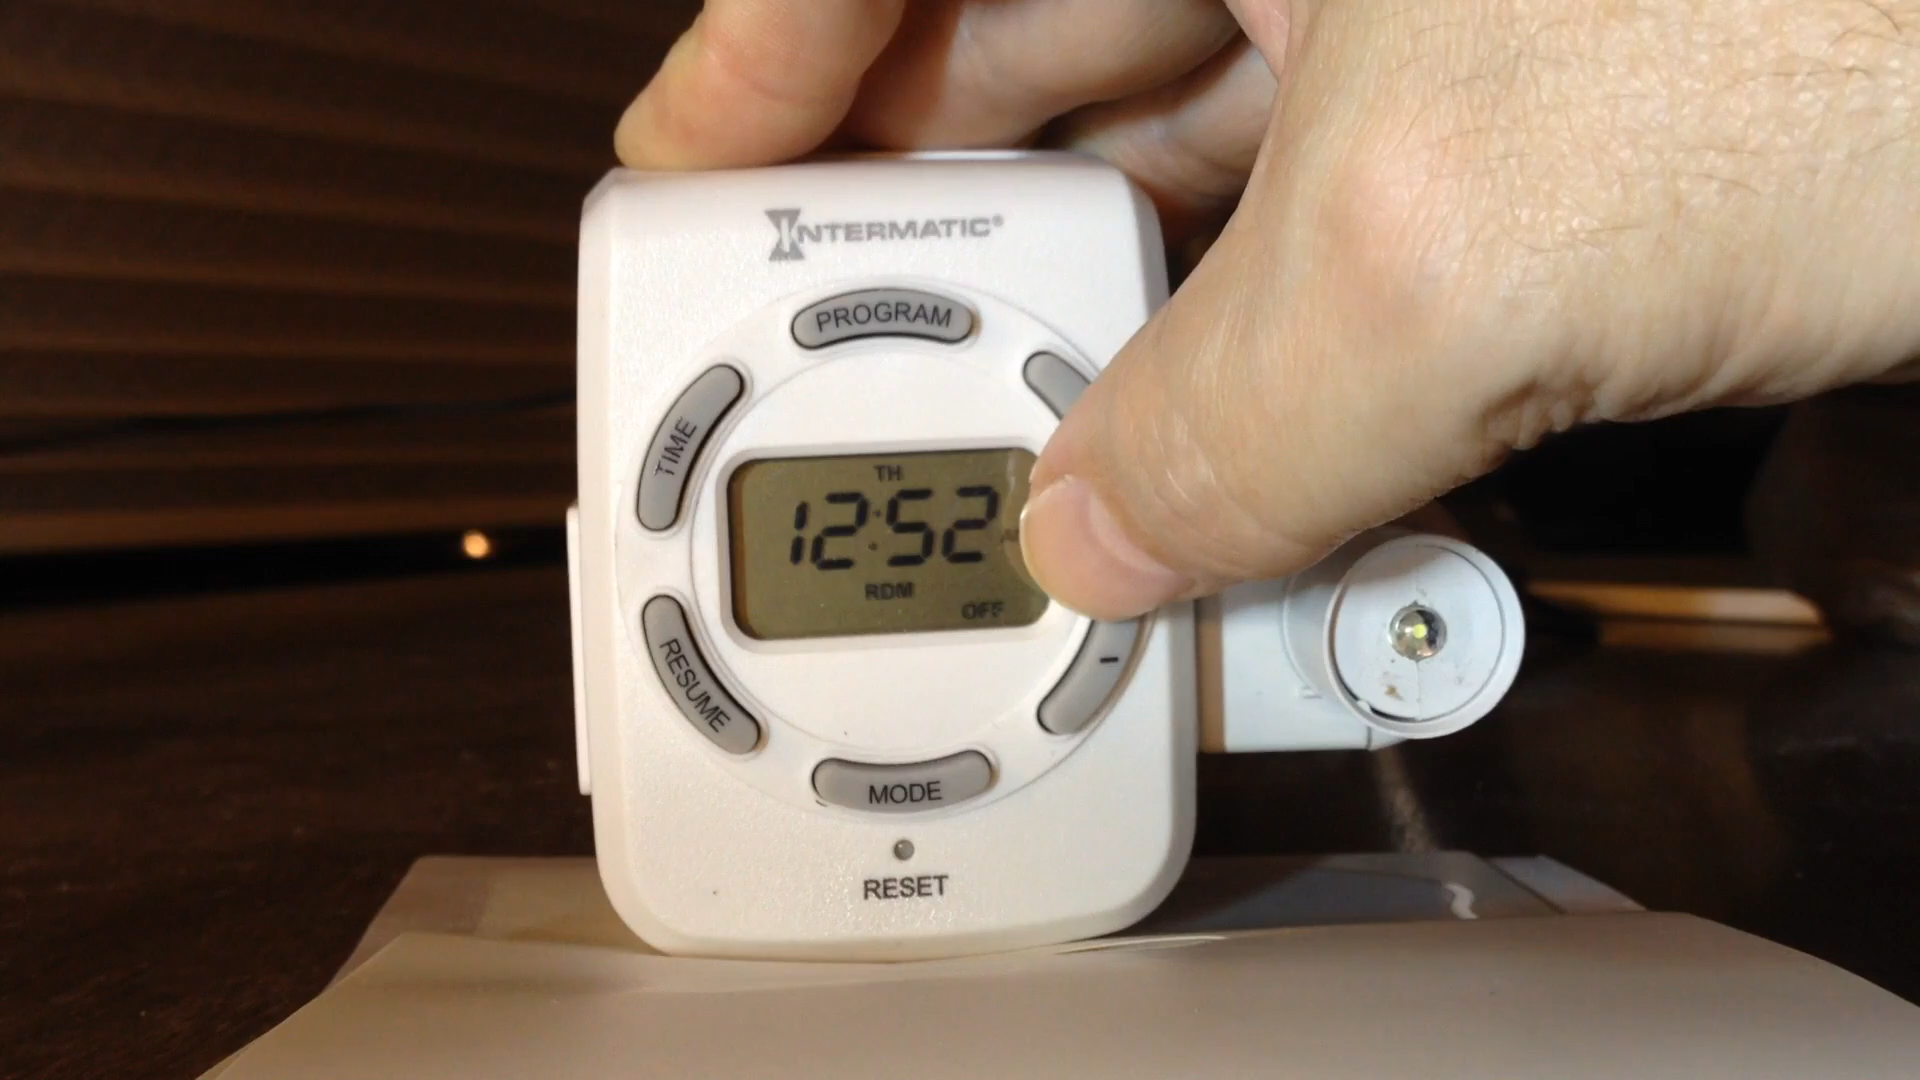 INTERMATIC®
PROGRAM
TIME
TH
12:52
RDM
OFF
RESUME
MODE
RESET